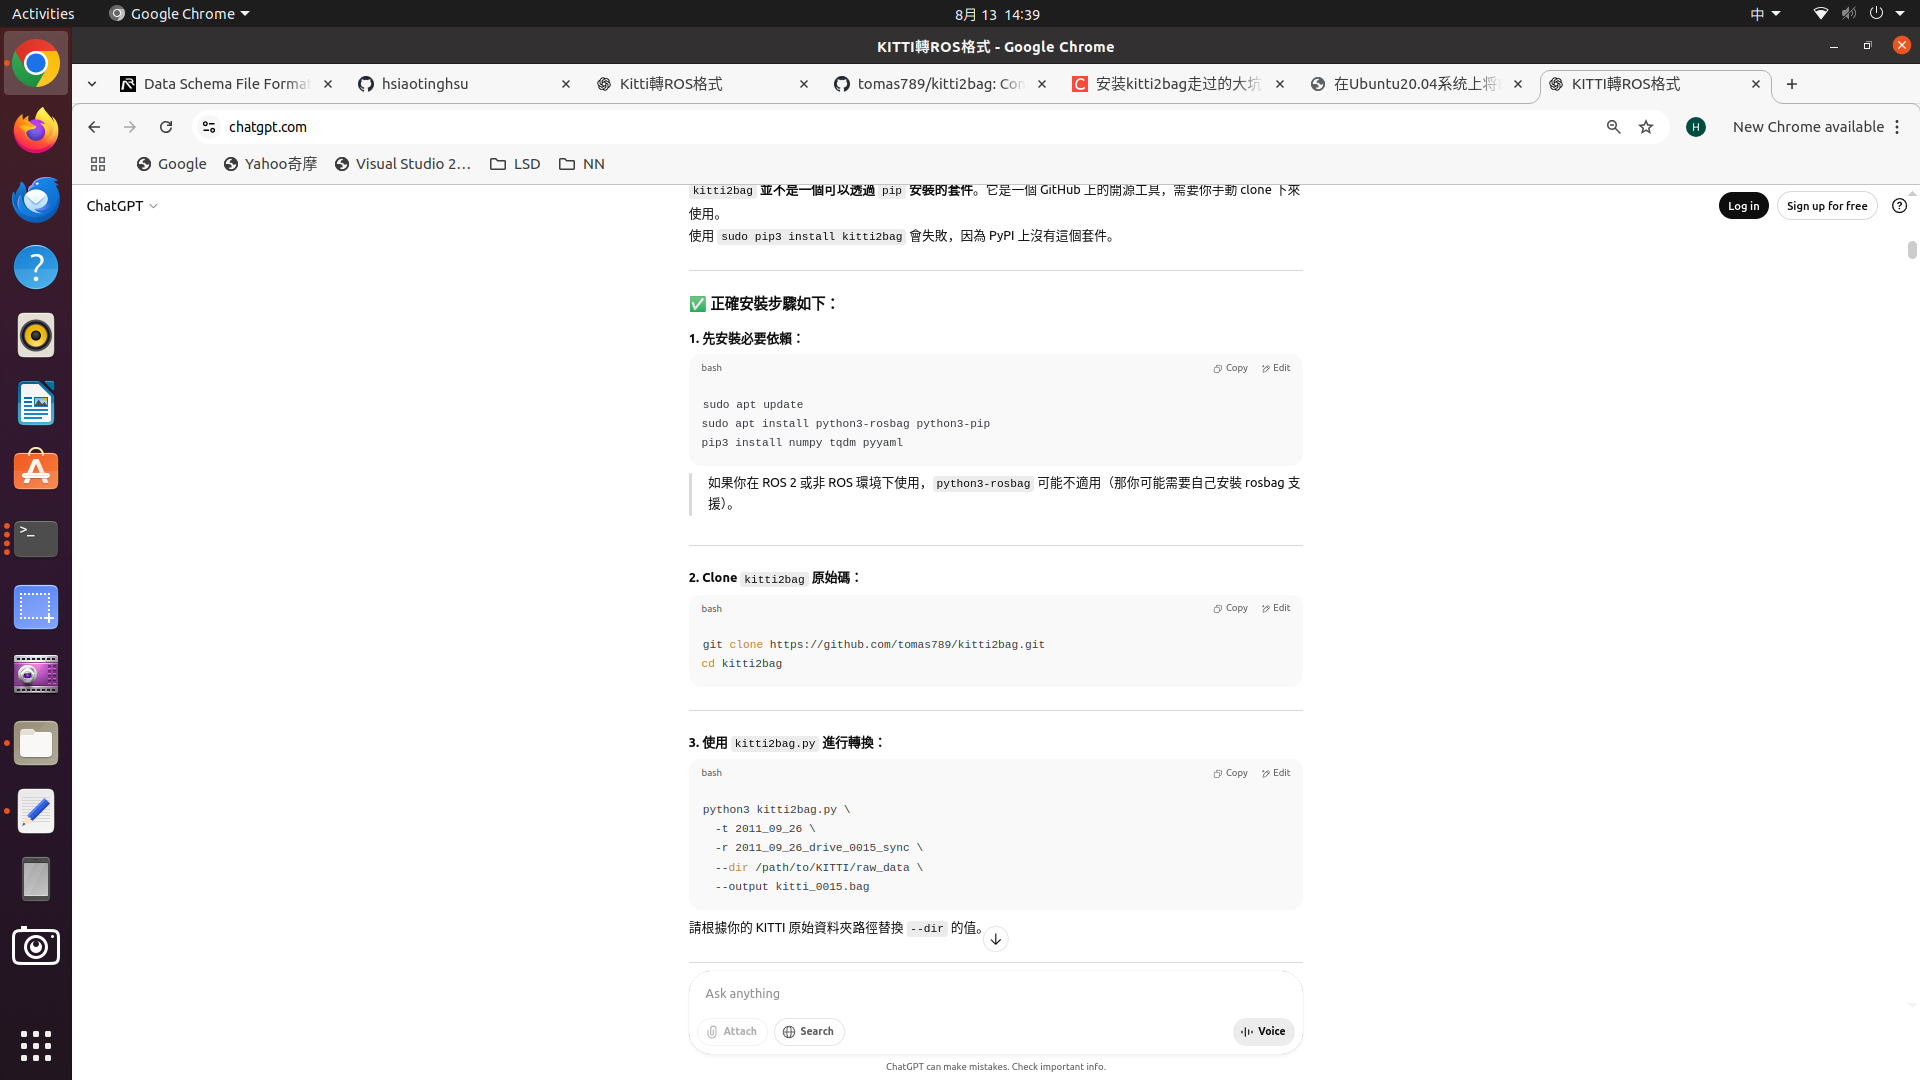 Activities
Google Chrome
8月 13 14:39
中
KITTI轉ROS格式 - Google Chrome
Data Schema File Format
hsiaotinghsu
Kitti轉ROS格式
tomas789/kitti2bag: Con
安装kitti2bag走过的大坑
在Ubuntu20.04系统上将
KITTI轉ROS格式
chatgpt.com
H
New Chrome available
Google
Yahoo奇摩
Visual Studio 2…
LSD
NN
ChatGPT
Log in
Sign up for free
kitti2bag 並不是一個可以透過 pip 安裝的套件。它是一個 GitHub 上的開源工具，需要你手動 clone 下來
使用。
使用 sudo pip3 install kitti2bag 會失敗，因為 PyPI 上沒有這個套件。
✅ 正確安裝步驟如下：
1. 先安裝必要依賴：
bash
Copy
Edit
sudo apt update
sudo apt install python3-rosbag python3-pip
pip3 install numpy tqdm pyyaml
如果你在 ROS 2 或非 ROS 環境下使用，python3-rosbag 可能不適用（那你可能需要自己安裝 rosbag 支
援）。
2. Clone kitti2bag 原始碼：
bash
Copy
Edit
git clone https://github.com/tomas789/kitti2bag.git
cd kitti2bag
3. 使用 kitti2bag.py 進行轉換：
bash
Copy
Edit
python3 kitti2bag.py \
-t 2011_09_26 \
-r 2011_09_26_drive_0015_sync \
--dir /path/to/KITTI/raw_data \
--output kitti_0015.bag
請根據你的 KITTI 原始資料夾路徑替換 --dir 的值。
Ask anything
Attach
Search
Voice
ChatGPT can make mistakes. Check important info.